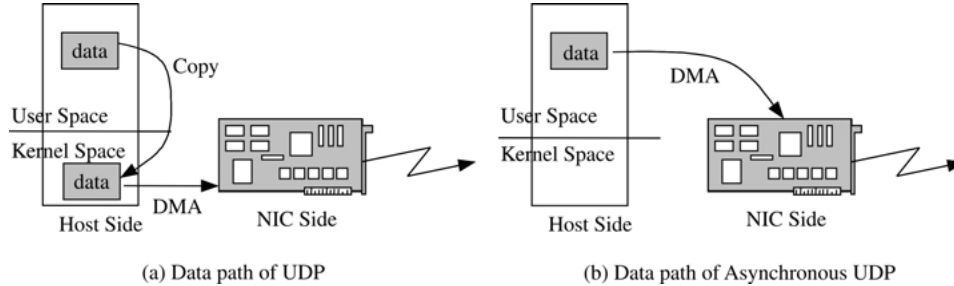 data
Copy
User Space
Kernel Space
data
DMA
Host Side
NIC Side
(a) Data path of UDP
data
DMA
User Space
Kernel Space
Host Side
NIC Side
(b) Data path of Asynchronous UDP